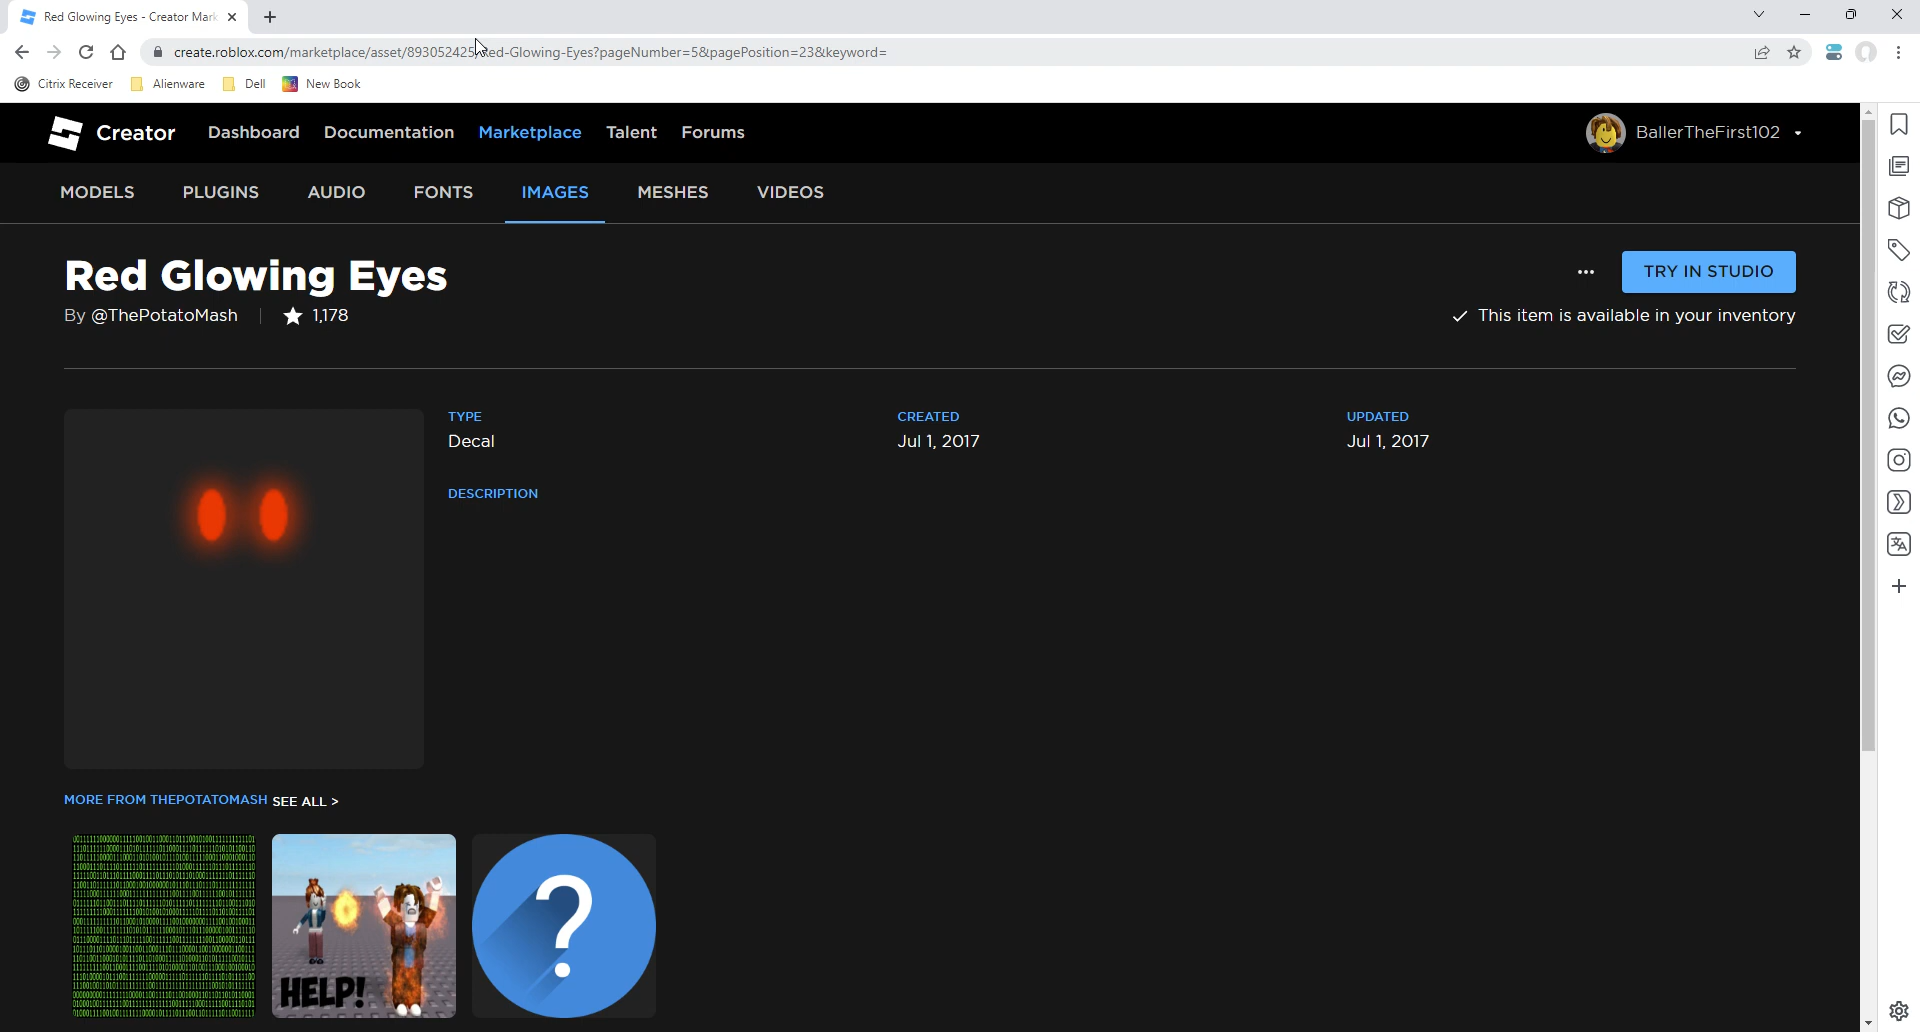 Red Glowing Eyes - Creator Mark
create.roblox.com/marketplace/asset/893052425/Red-Glowing-Eyes?pageNumber=5&pagePosition=23&keyword=
Citrix Receiver Alienware Dell New Book
Creator Dashboard Documentation Marketplace Talent Forums BallerTheFirst102
MODELS PLUGINS AUDIO FONTS IMAGES MESHES VIDEOS
Red Glowing Eyes
TRY IN STUDIO
By @ThePotatoMash 1,178
This item is available in your inventory
TYPE CREATED UPDATED
Decal Jul 1, 2017 Jul 1, 2017
DESCRIPTION
MORE FROM THEPOTATOMASH SEE ALL >
HELP!
?